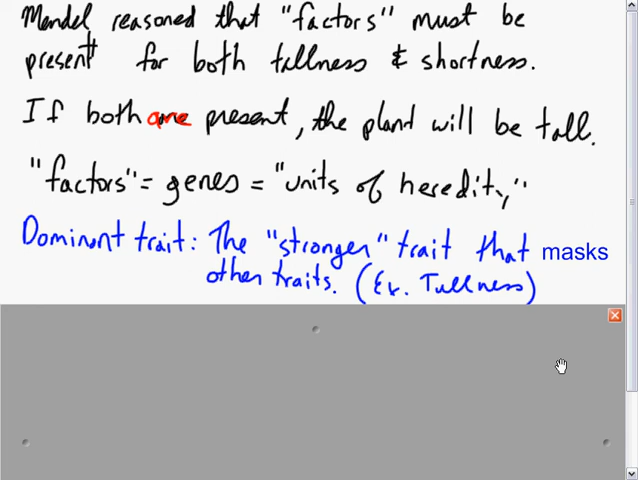 Mendel reasoned that "factors" must be
present for both tallness & shortness.
If both are present, the plant will be tall.
"factors" = genes = "units of heredity"
Dominant trait: The "stronger" trait that masks
other traits. (Ex. Tallness)